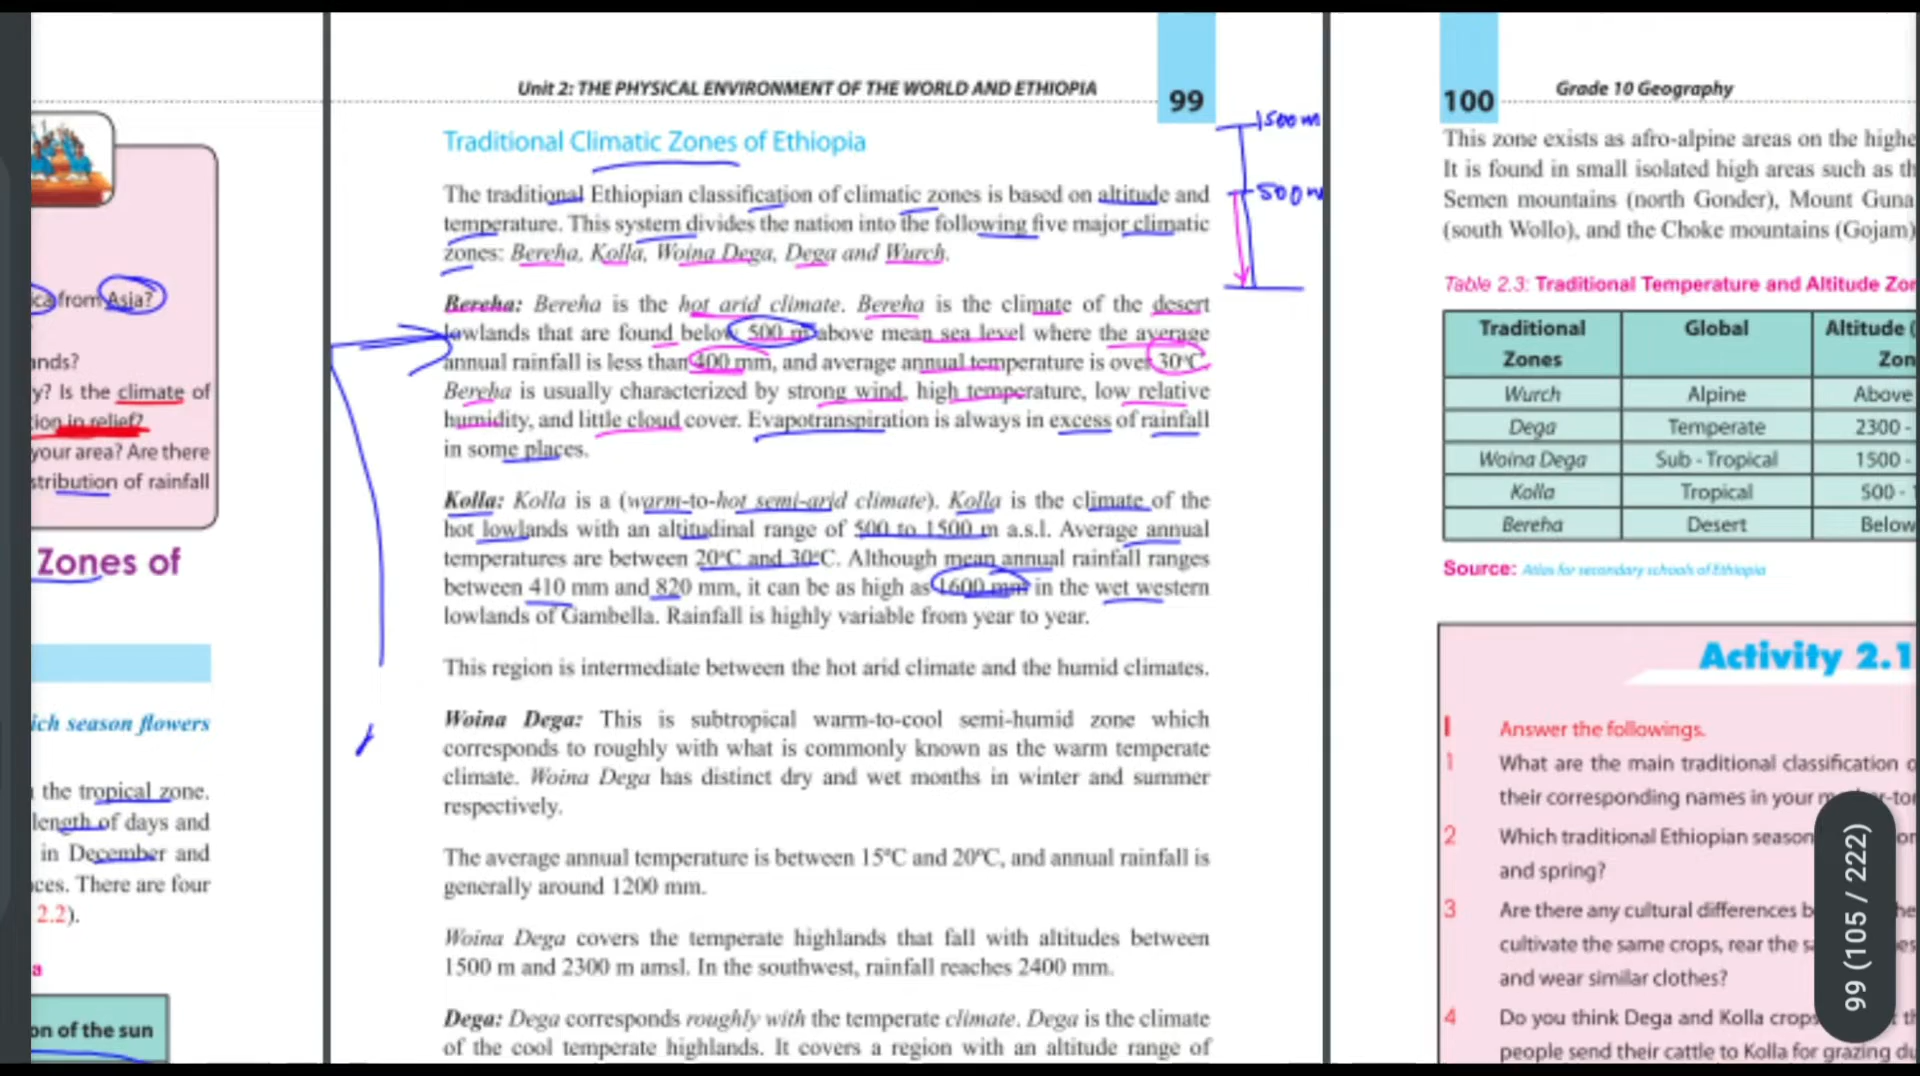 ca from Asia?
ands?
y? Is the climate of
tion in relief?
your area? Are there
stribution of rainfall
Zones of
ich season flowers
the tropical zone.
length of days and
in December and
ces. There are four
2.2).
a
on of the sun
Unit 2: THE PHYSICAL ENVIRONMENT OF THE WORLD AND ETHIOPIA
99
1500 m
500 m
Traditional Climatic Zones of Ethiopia
The traditional Ethiopian classification of climatic zones is based on altitude and
temperature. This system divides the nation into the following five major climatic
zones: Bereha, Kolla, Woina Dega, Dega and Wurch.
Bereha: Bereha is the hot arid climate. Bereha is the climate of the desert
lowlands that are found below 500 m above mean sea level where the average
annual rainfall is less than 400 mm, and average annual temperature is over 30°C.
Bereha is usually characterized by strong wind, high temperature, low relative
humidity, and little cloud cover. Evapotranspiration is always in excess of rainfall
in some places.
Kolla: Kolla is a (warm-to-hot semi-arid climate). Kolla is the climate of the
hot lowlands with an altitudinal range of 500 to 1500 m a.s.l. Average annual
temperatures are between 20°C and 30°C. Although mean annual rainfall ranges
between 410 mm and 820 mm, it can be as high as 1600 mm in the wet western
lowlands of Gambella. Rainfall is highly variable from year to year.
This region is intermediate between the hot arid climate and the humid climates.
Woina Dega: This is subtropical warm-to-cool semi-humid zone which
corresponds to roughly with what is commonly known as the warm temperate
climate. Woina Dega has distinct dry and wet months in winter and summer
respectively.
The average annual temperature is between 15°C and 20°C, and annual rainfall is
generally around 1200 mm.
Woina Dega covers the temperate highlands that fall with altitudes between
1500 m and 2300 m amsl. In the southwest, rainfall reaches 2400 mm.
Dega: Dega corresponds roughly with the temperate climate. Dega is the climate
of the cool temperate highlands. It covers a region with an altitude range of
100
Grade 10 Geography
This zone exists as afro-alpine areas on the highe
It is found in small isolated high areas such as th
Semen mountains (north Gonder), Mount Guna
(south Wollo), and the Choke mountains (Gojam)
Table 2.3: Traditional Temperature and Altitude Zon
Traditional Zones Global Altitude (
Zon
Wurch Alpine Above
Dega Temperate 2300 -
Woina Dega Sub - Tropical 1500 -
Kolla Tropical 500 - 1
Bereha Desert Below
Source: Atlas for secondary schools of Ethiopia
Activity 2.1
I Answer the followings.
1 What are the main traditional classification o
their corresponding names in your
2 Which traditional Ethiopian season
and spring?
3 Are there any cultural differences
cultivate the same crops, rear the
and wear similar clothes?
4 Do you think Dega and Kolla crops
people send their cattle to Kolla for grazing du
99 (105 / 222)